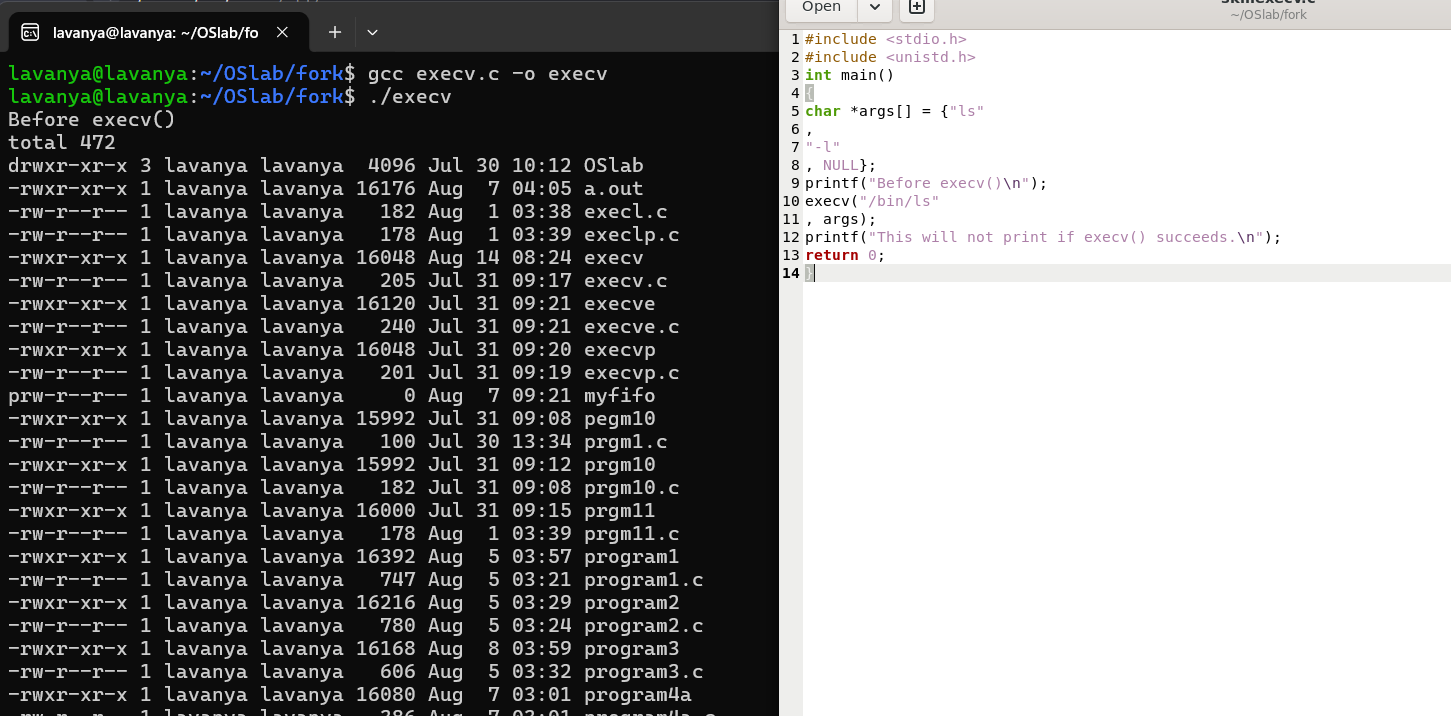 lavanya@lavanya: ~/OSlab/fo
lavanya@lavanya:~/OSlab/fork$ gcc execv.c -o execv
lavanya@lavanya:~/OSlab/fork$ ./execv
Before execv()
total 472
drwxr-xr-x 3 lavanya lavanya  4096 Jul 30 10:12 OSlab
-rwxr-xr-x 1 lavanya lavanya 16176 Aug  7 04:05 a.out
-rw-r--r-- 1 lavanya lavanya   182 Aug  1 03:38 execl.c
-rw-r--r-- 1 lavanya lavanya   178 Aug  1 03:39 execlp.c
-rwxr-xr-x 1 lavanya lavanya 16048 Aug 14 08:24 execv
-rw-r--r-- 1 lavanya lavanya   205 Jul 31 09:17 execv.c
-rwxr-xr-x 1 lavanya lavanya 16120 Jul 31 09:21 execve
-rw-r--r-- 1 lavanya lavanya   240 Jul 31 09:21 execve.c
-rwxr-xr-x 1 lavanya lavanya 16048 Jul 31 09:20 execvp
-rw-r--r-- 1 lavanya lavanya   201 Jul 31 09:19 execvp.c
prw-r--r-- 1 lavanya lavanya     0 Aug  7 09:21 myfifo
-rwxr-xr-x 1 lavanya lavanya 15992 Jul 31 09:08 pegm10
-rw-r--r-- 1 lavanya lavanya   100 Jul 30 13:34 prgm1.c
-rwxr-xr-x 1 lavanya lavanya 15992 Jul 31 09:12 prgm10
-rw-r--r-- 1 lavanya lavanya   182 Jul 31 09:08 prgm10.c
-rwxr-xr-x 1 lavanya lavanya 16000 Jul 31 09:15 prgm11
-rw-r--r-- 1 lavanya lavanya   178 Aug  1 03:39 prgm11.c
-rwxr-xr-x 1 lavanya lavanya 16392 Aug  5 03:57 program1
-rw-r--r-- 1 lavanya lavanya   747 Aug  5 03:21 program1.c
-rwxr-xr-x 1 lavanya lavanya 16216 Aug  5 03:29 program2
-rw-r--r-- 1 lavanya lavanya   780 Aug  5 03:24 program2.c
-rwxr-xr-x 1 lavanya lavanya 16168 Aug  8 03:59 program3
-rw-r--r-- 1 lavanya lavanya   606 Aug  5 03:32 program3.c
-rwxr-xr-x 1 lavanya lavanya 16080 Aug  7 03:01 program4a
Open
~/OSlab/fork
1 #include <stdio.h>
2 #include <unistd.h>
3 int main()
4 {
5 char *args[] = {"ls"
6 ,
7 "-l"
8 , NULL};
9 printf("Before execv()\n");
10 execv("/bin/ls"
11 , args);
12 printf("This will not print if execv() succeeds.\n");
13 return 0;
14 }